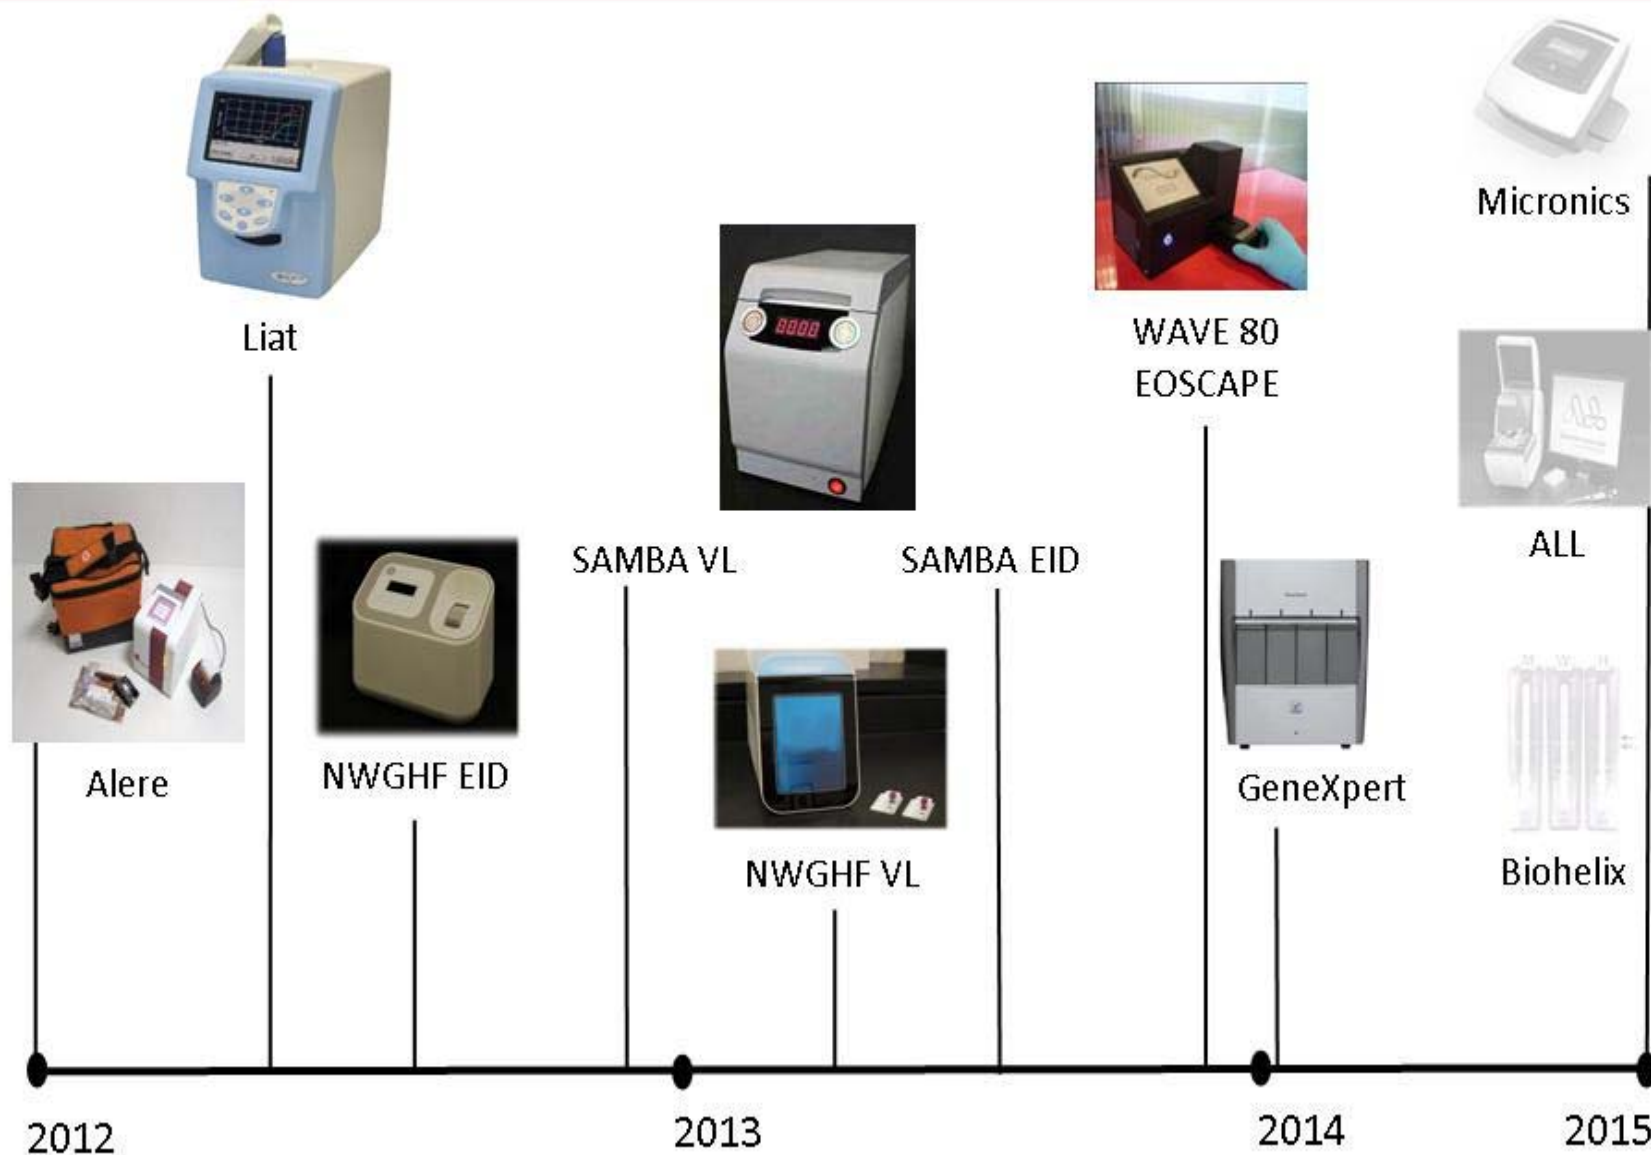 Liat
Micronics
WAVE 80
EOSCAPE
SAMBA VL
SAMBA EID
ALL
Alere
NWGHF EID
GeneXpert
NWGHF VL
Biohelix
2012
2013
2014
2015